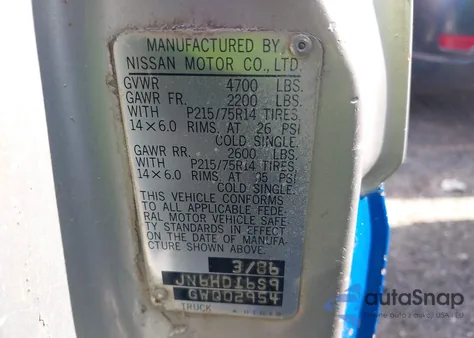 MANUFACTURED BY
NISSAN MOTOR CO., LTD.
GVWR 4700 LBS.
GAWR FR. 2200 LBS.
WITH P215/75R14 TIRES
14×6.0 RIMS, AT 26 PSI
COLD SINGLE.
GAWR RR. 2600 LBS.
WITH P215/75R14 TIRES
14×6.0 RIMS, AT 35 PSI
COLD SINGLE.
THIS VEHICLE CONFORMS
TO ALL APPLICABLE FEDE-
RAL MOTOR VEHICLE SAFE-
TY STANDARDS IN EFFECT
ON THE DATE OF MANUFA-
CTURE SHOWN ABOVE.
3/86
JN6HD16S9
GW002954
TRUCK
autoSnap